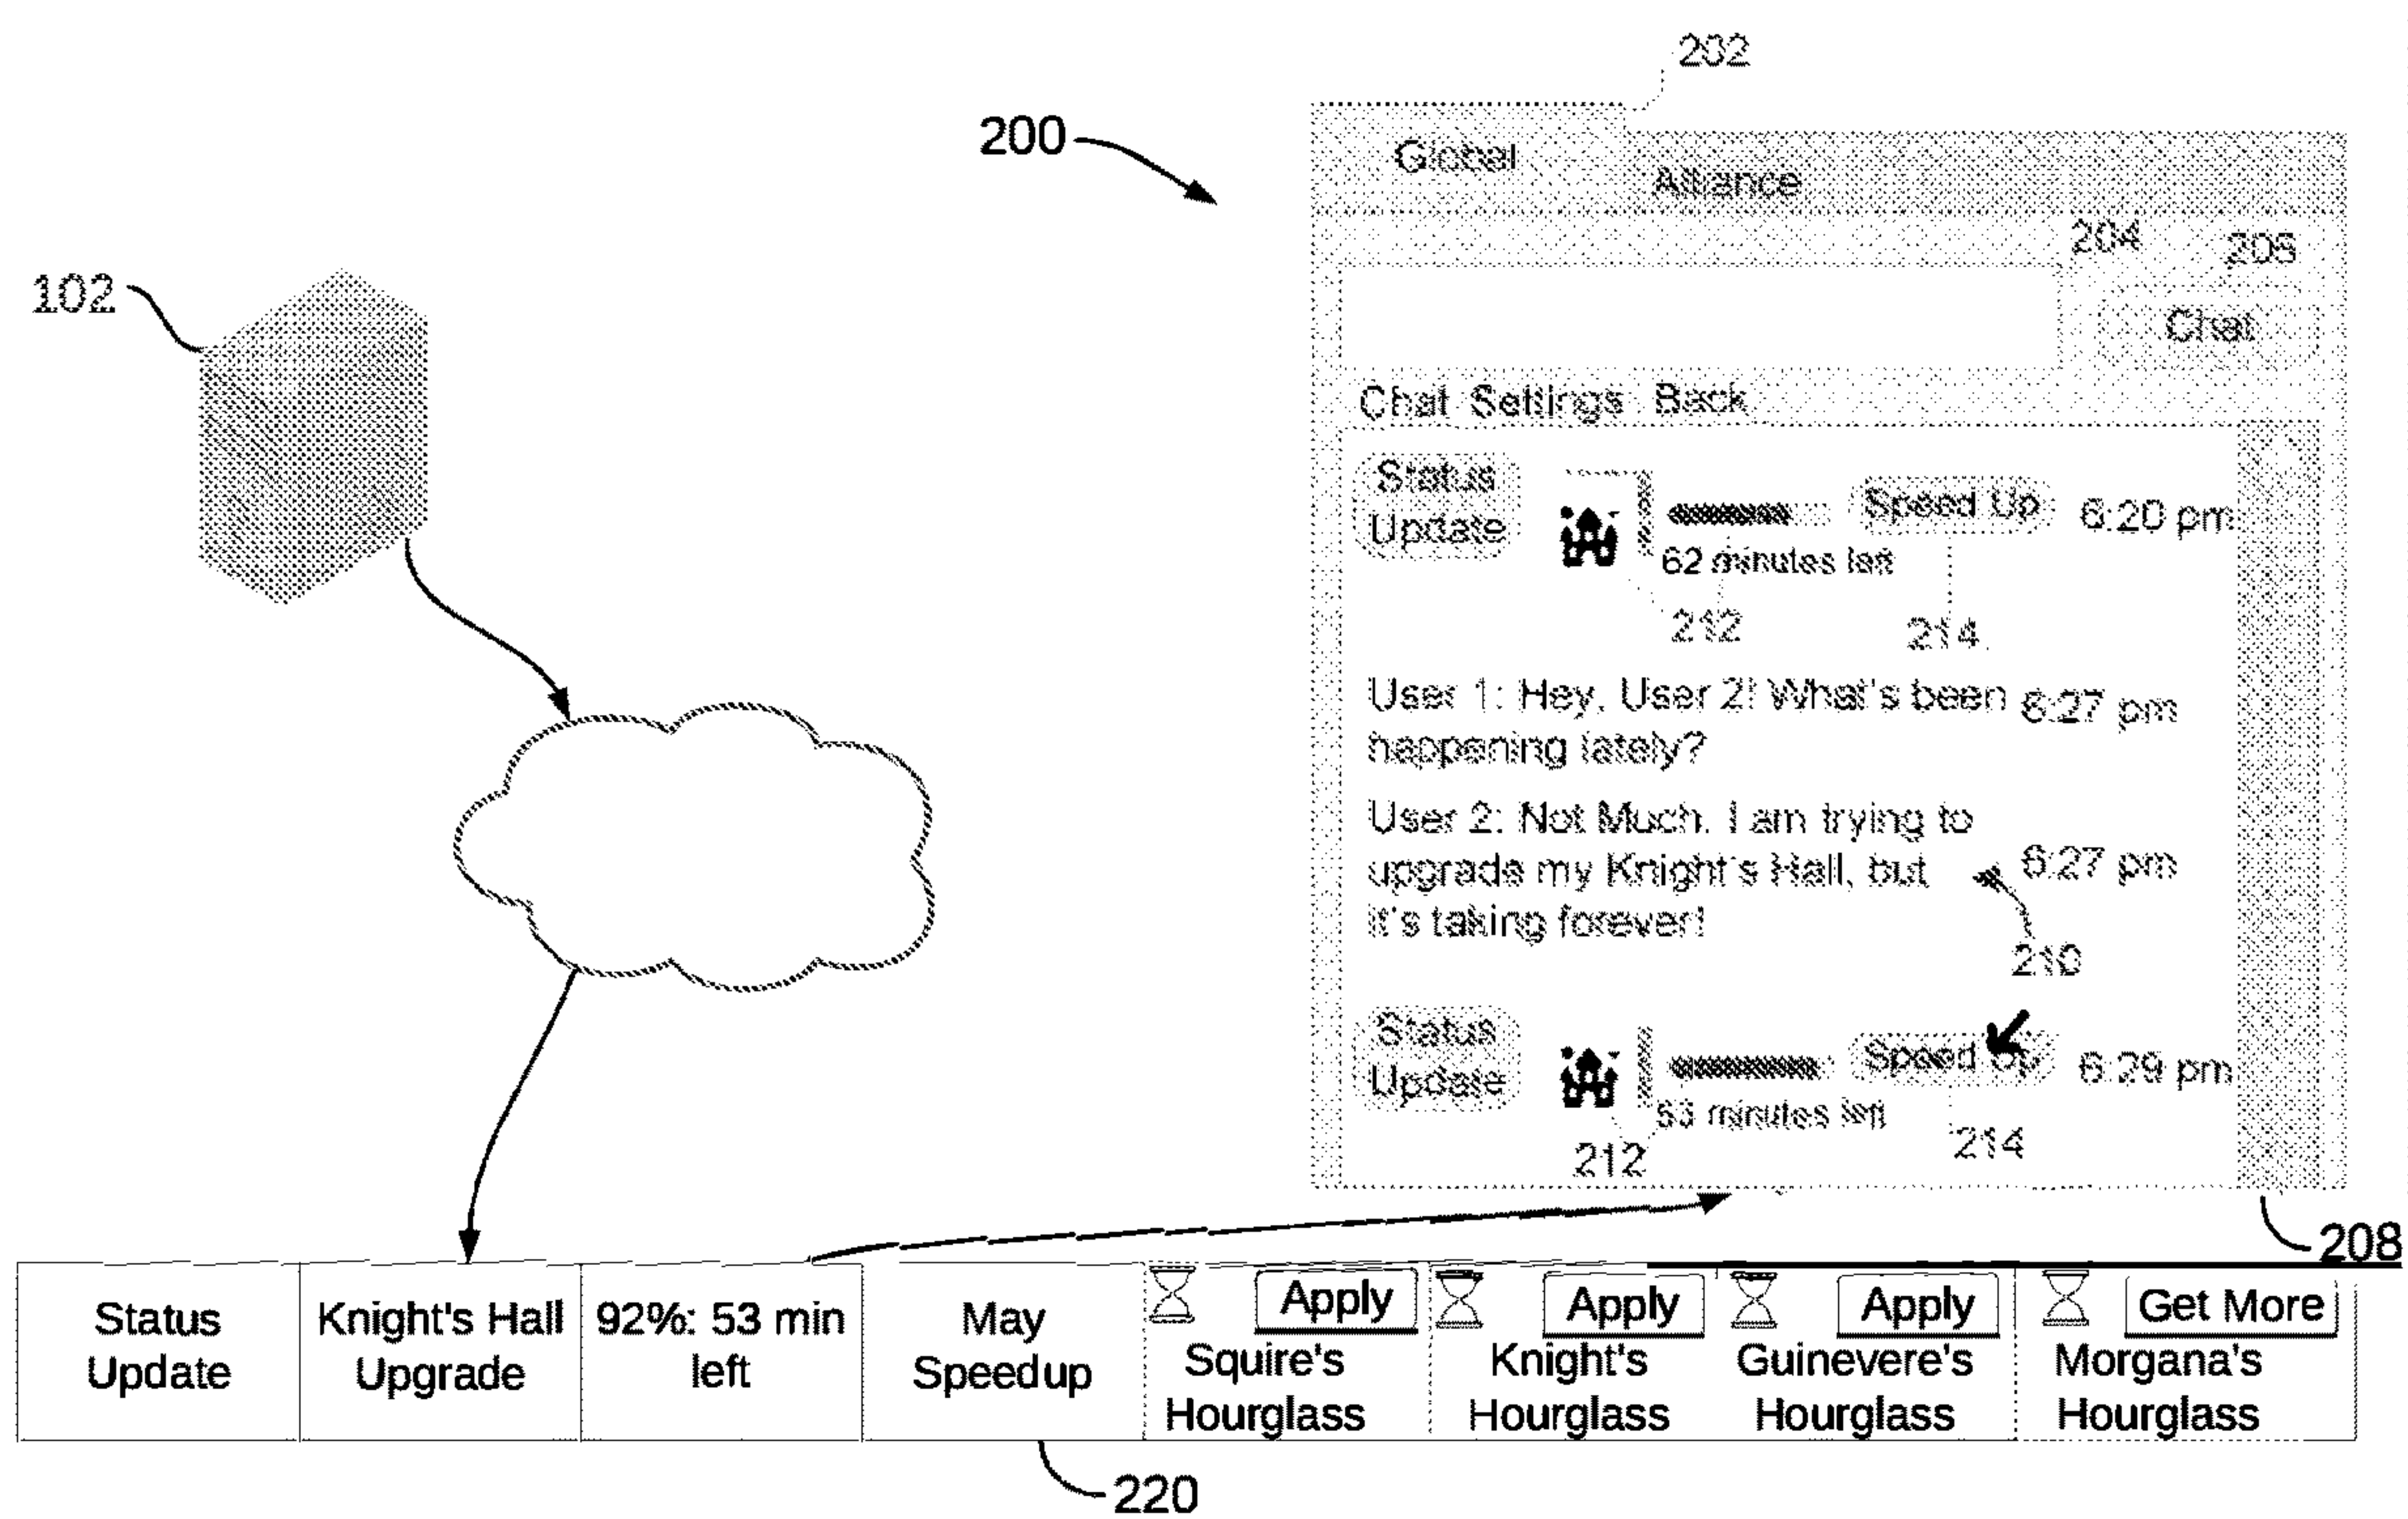 202
200
Global
Alliance
204
206
102
Chat
Chat Settings Back
Status
Update
Speed Up
6:20 pm
62 minutes left
212
214
User 1: Hey, User 2! What's been
happening lately?
6:27 pm
User 2: Not Much. I am trying to
upgrade my Knight's Hall, but
it's taking forever!
6:27 pm
210
Status
Update
Speed Up
6:29 pm
53 minutes left
212
214
208
Status
Update
Knight's Hall
Upgrade
92%: 53 min
left
May
Speedup
Apply
Squire's
Hourglass
Apply
Knight's
Hourglass
Apply
Guinevere's
Hourglass
Get More
Morgana's
Hourglass
220